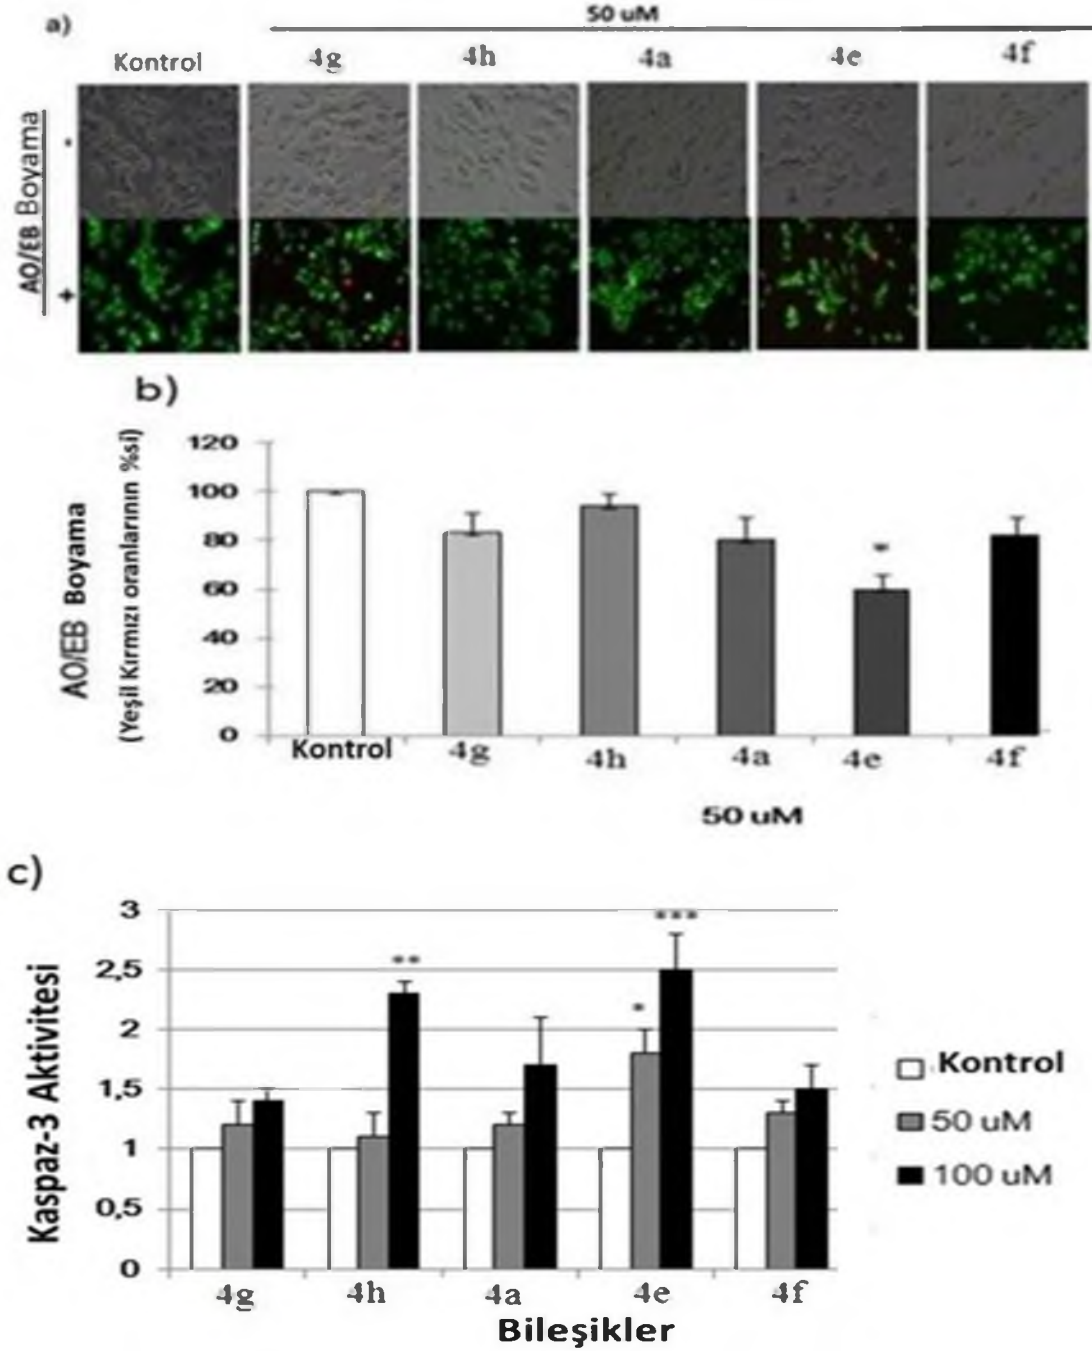 a)
50 uM
Kontrol 4g 4h 4a 4e 4f
AO/EB Boyama
-
+
b)
AO/EB Boyama
(Yeşil Kırmızı oranlarının %si)
120
100
80
60
40
20
0
*
Kontrol 4g 4h 4a 4e 4f
50 uM
c)
Kaspaz-3 Aktivitesi
3
2,5
2
1,5
1
0,5
0
**
*
***
Kontrol
50 uM
100 uM
4g 4h 4a 4e 4f
Bileşikler